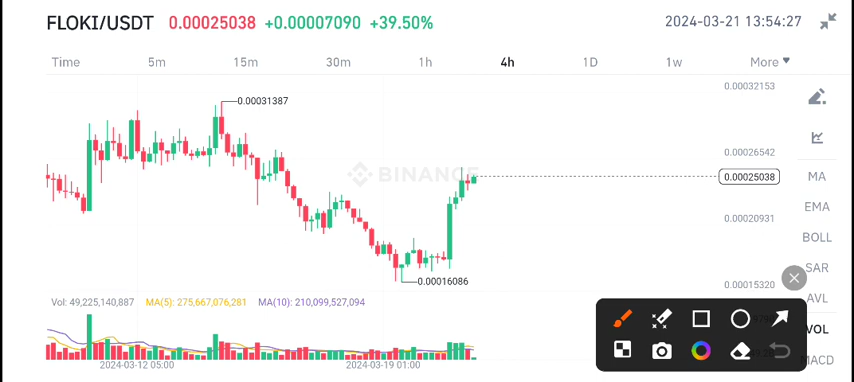 FLOKI/USDT 0.00025038 +0.00007090 +39.50% 2024-03-21 13:54:27
Time 5m 15m 30m 1h 4h 1D 1w More
0.00032153
0.00031387
0.00026542
BINANCE
0.00025038
MA
EMA
0.00020931
BOLL
SAR
0.00016086
0.00015320
AVL
Vol: 49,225,140,887 MA(5): 275,667,076,281 MA(10): 210,099,527,094
VOL
MACD
2024-03-12 05:00 2024-03-19 01:00